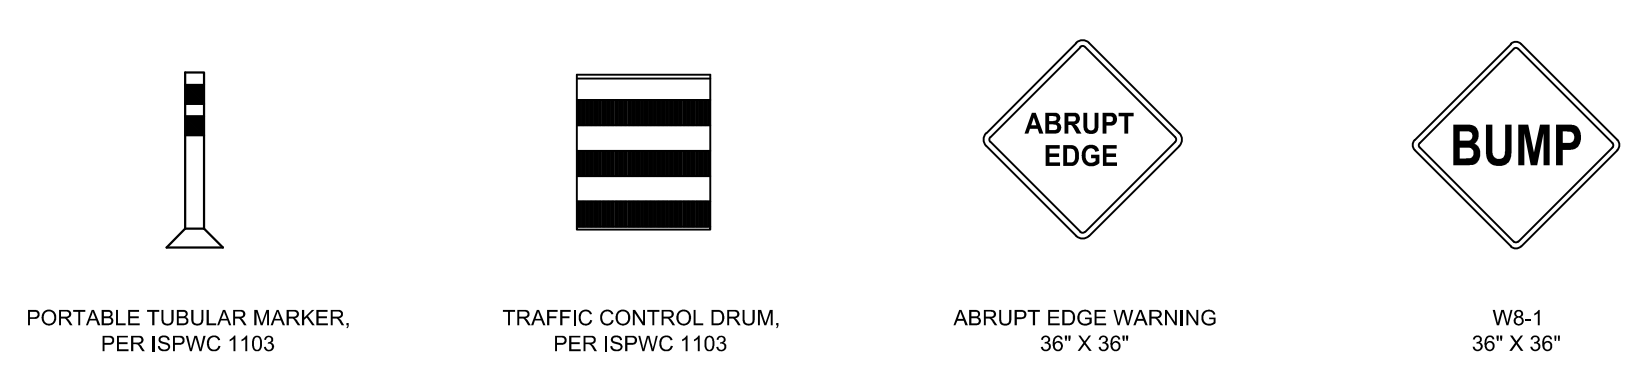 ABRUPT
EDGE
BUMP
PORTABLE TUBULAR MARKER,
PER ISPWC 1103
TRAFFIC CONTROL DRUM,
PER ISPWC 1103
ABRUPT EDGE WARNING
36" X 36"
W8-1
36" X 36"